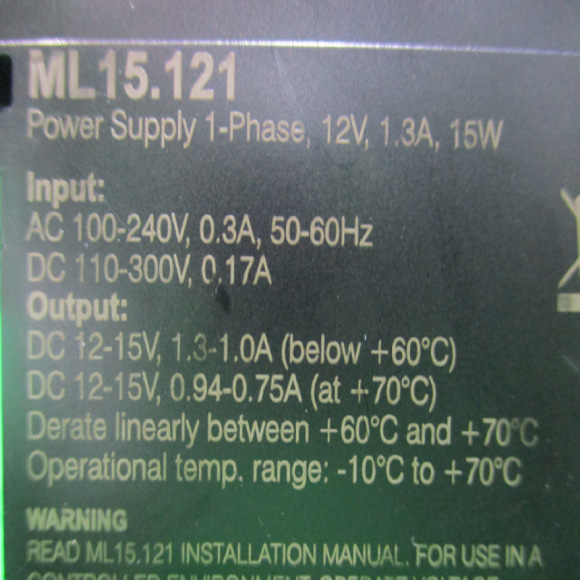 ML15.121
Power Supply 1-Phase, 12V, 1.3A, 15W
Input:
AC 100-240V, 0.3A, 50-60Hz
DC 110-300V, 0.17A
Output:
DC 12-15V, 1.3-1.0A (below +60°C)
DC 12-15V, 0.94-0.75A (at +70°C)
Derate linearly between +60°C and +70°C
Operational temp. range: -10°C to +70°C
WARNING
READ ML15.121 INSTALLATION MANUAL. FOR USE IN A